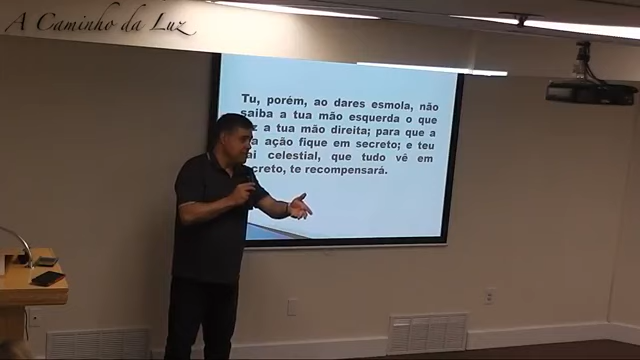 A Caminho da Luz
Tu, porém, ao dares esmola, não
saiba a tua mão esquerda o que
a tua mão direita; para que a
ação fique em secreto; e teu
celestial, que tudo vê em
te recompensará.